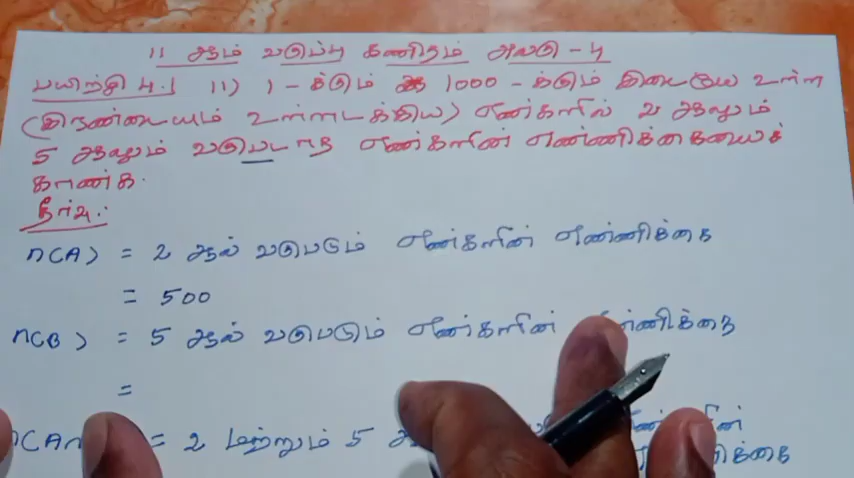 11 ஆம் வகுப்பு கணிதம் அலகு - 4
பயிற்சி 4.1 11) 1 - க்கும் 1000 - க்கும் இடையே உள்ள
(இரண்டையும் உள்ளடக்கிய) எண்களில் 2 ஆலும்
5 ஆலும் வகுபடாத எண்களின் எண்ணிக்கையைக்
காண்க.
தீர்வு:
n(A) = 2 ஆல் வகுபடும் எண்களின் எண்ணிக்கை
= 500
n(B) = 5 ஆல் வகுபடும் எண்களின் எண்ணிக்கை
=
n(A∩ = 2 மற்றும் 5